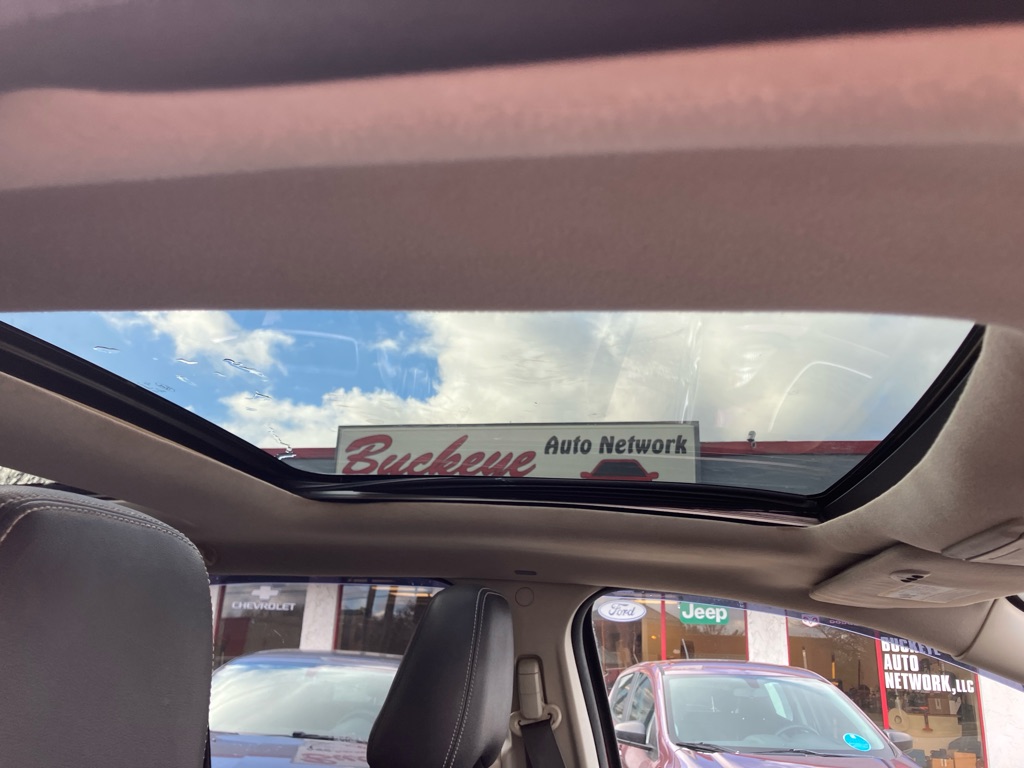 Buckeye
Auto Network
CHEVROLET
Ford
Jeep
BUCKEYE
AUTO
NETWORK, LLC